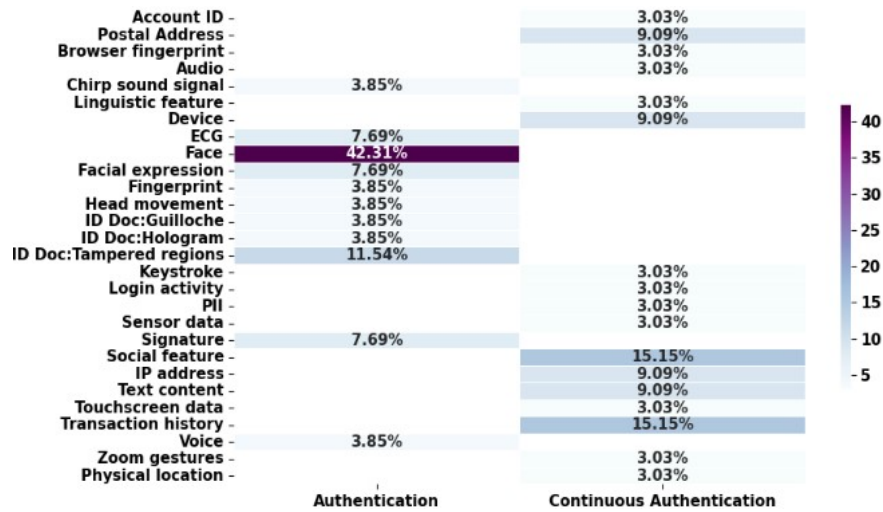 Account ID 3.03%
Postal Address 9.09%
Browser fingerprint 3.03%
Audio 3.03%
Chirp sound signal 3.85%
Linguistic feature 3.03%
Device 9.09%
ECG 7.69%
Face 42.31%
Facial expression 7.69%
Fingerprint 3.85%
Head movement 3.85%
ID Doc:Guilloche 3.85%
ID Doc:Hologram 3.85%
ID Doc:Tampered regions 11.54%
Keystroke 3.03%
Login activity 3.03%
PII 3.03%
Sensor data 3.03%
Signature 7.69%
Social feature 15.15%
IP address 9.09%
Text content 9.09%
Touchscreen data 3.03%
Transaction history 15.15%
Voice 3.85%
Zoom gestures 3.03%
Physical location 3.03%
Authentication Continuous Authentication
40
35
30
25
20
15
10
5